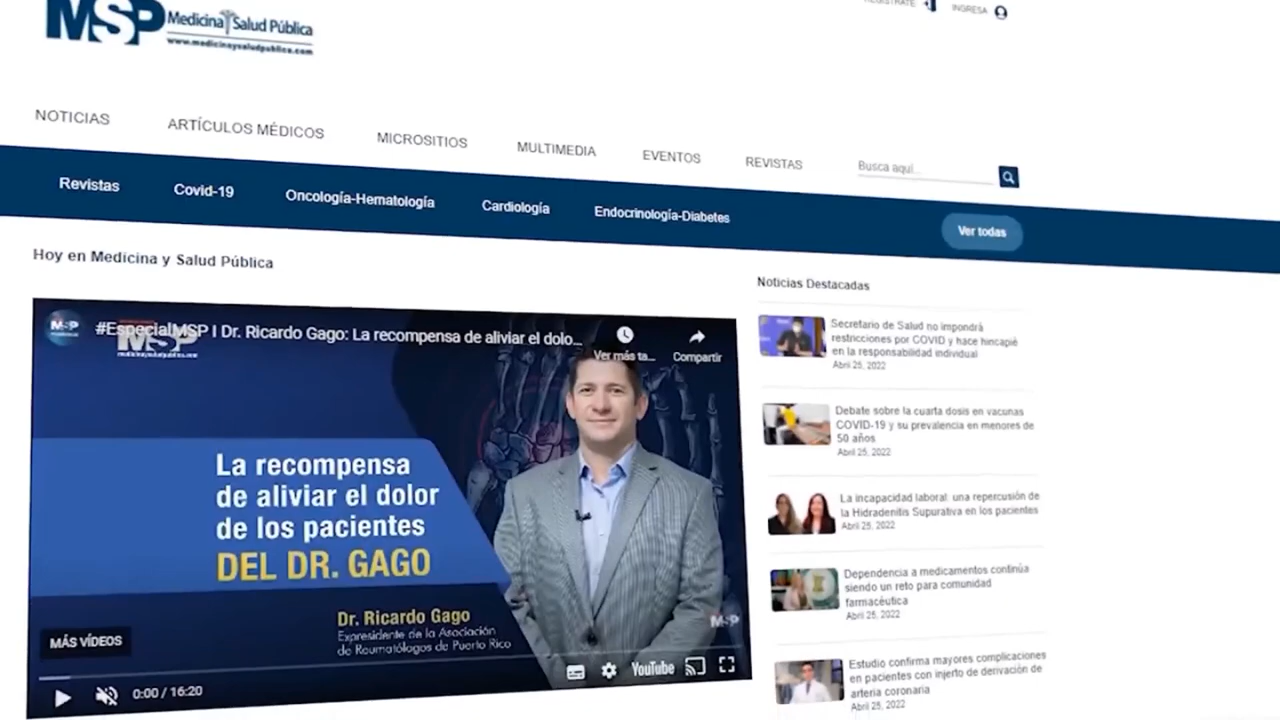 MSP Medicina y Salud Pública
www.medicinaysaludpublica.com
REGÍSTRATE INGRESA
NOTICIAS ARTÍCULOS MÉDICOS MICROSITIOS MULTIMEDIA EVENTOS REVISTAS Busca aquí...
Revistas Covid-19 Oncología-Hematología Cardiología Endocrinología-Diabetes Ver todas
Hoy en Medicina y Salud Pública
MSP
#EspecialMSP I Dr. Ricardo Gago: La recompensa de aliviar el dolo...
MSP
medicinaysaludpublica.com
Ver más ta...
Compartir
La recompensa
de aliviar el dolor
de los pacientes
DEL DR. GAGO
Dr. Ricardo Gago
Expresidente de la Asociación
de Reumatólogos de Puerto Rico
MSP
MÁS VÍDEOS
0:00 / 16:20
YouTube
Noticias Destacadas
Secretario de Salud no impondrá
restricciones por COVID y hace hincapié
en la responsabilidad individual
Abril 25, 2022
Debate sobre la cuarta dosis en vacunas
COVID-19 y su prevalencia en menores de
50 años
Abril 25, 2022
La incapacidad laboral una repercusión de
la Hidradenitis Supurativa en los pacientes
Abril 25, 2022
Dependencia a medicamentos continúa
siendo un reto para comunidad
farmacéutica
Abril 25, 2022
Estudio confirma mayores complicaciones
en pacientes con injerto de derivación de
arteria coronaria
Abril 25, 2022